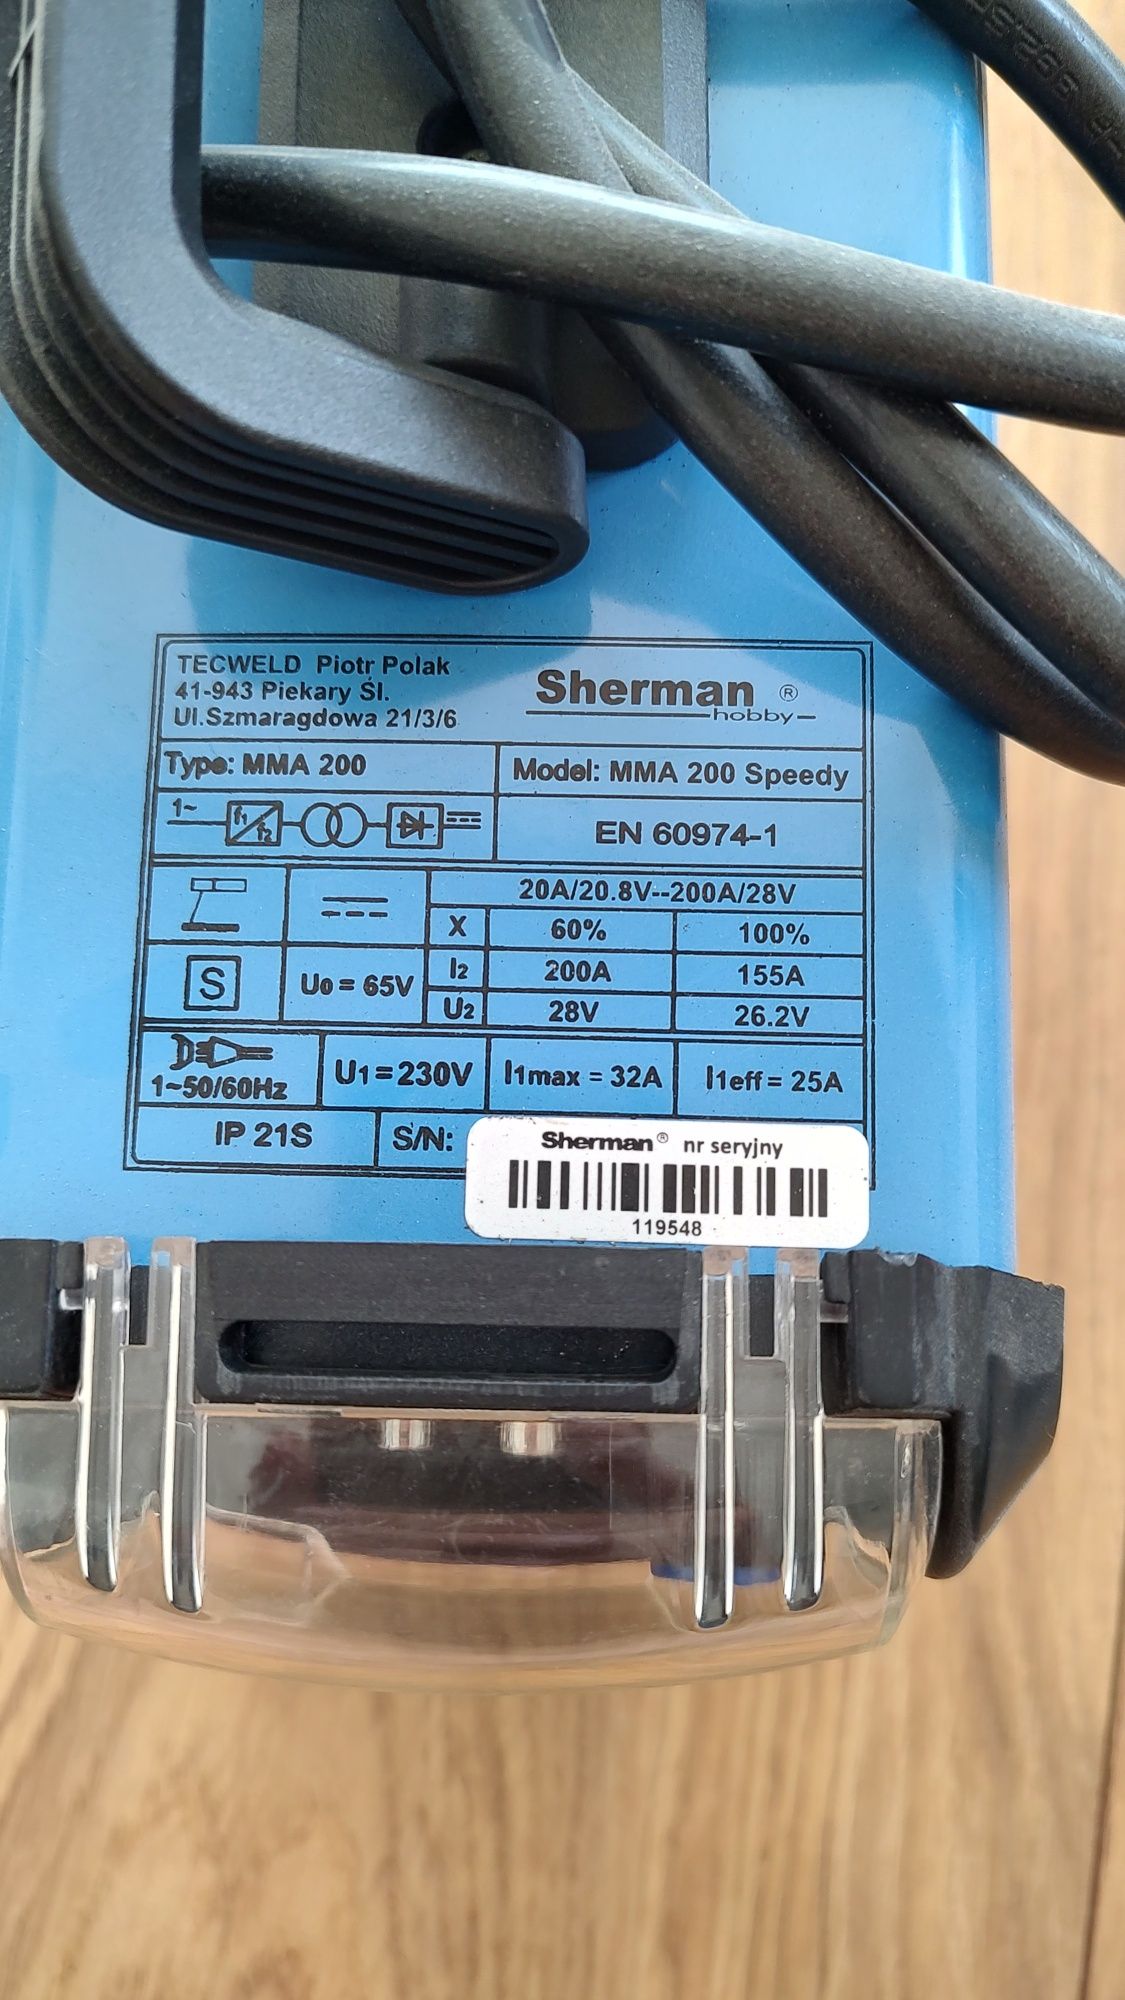 TECWELD Piotr Polak
41-943 Piekary Śl.
Ul.Szmaragdowa 21/3/6
Sherman ®
hobby
Type: MMA 200
Model: MMA 200 Speedy
1~
f1
f2
EN 60974-1
20A/20.8V--200A/28V
X 60% 100%
S
U0 = 65V
I2 200A 155A
U2 28V 26.2V
1~50/60Hz
U1=230V
I1max = 32A
I1eff = 25A
IP 21S
S/N:
Sherman® nr seryjny
119548